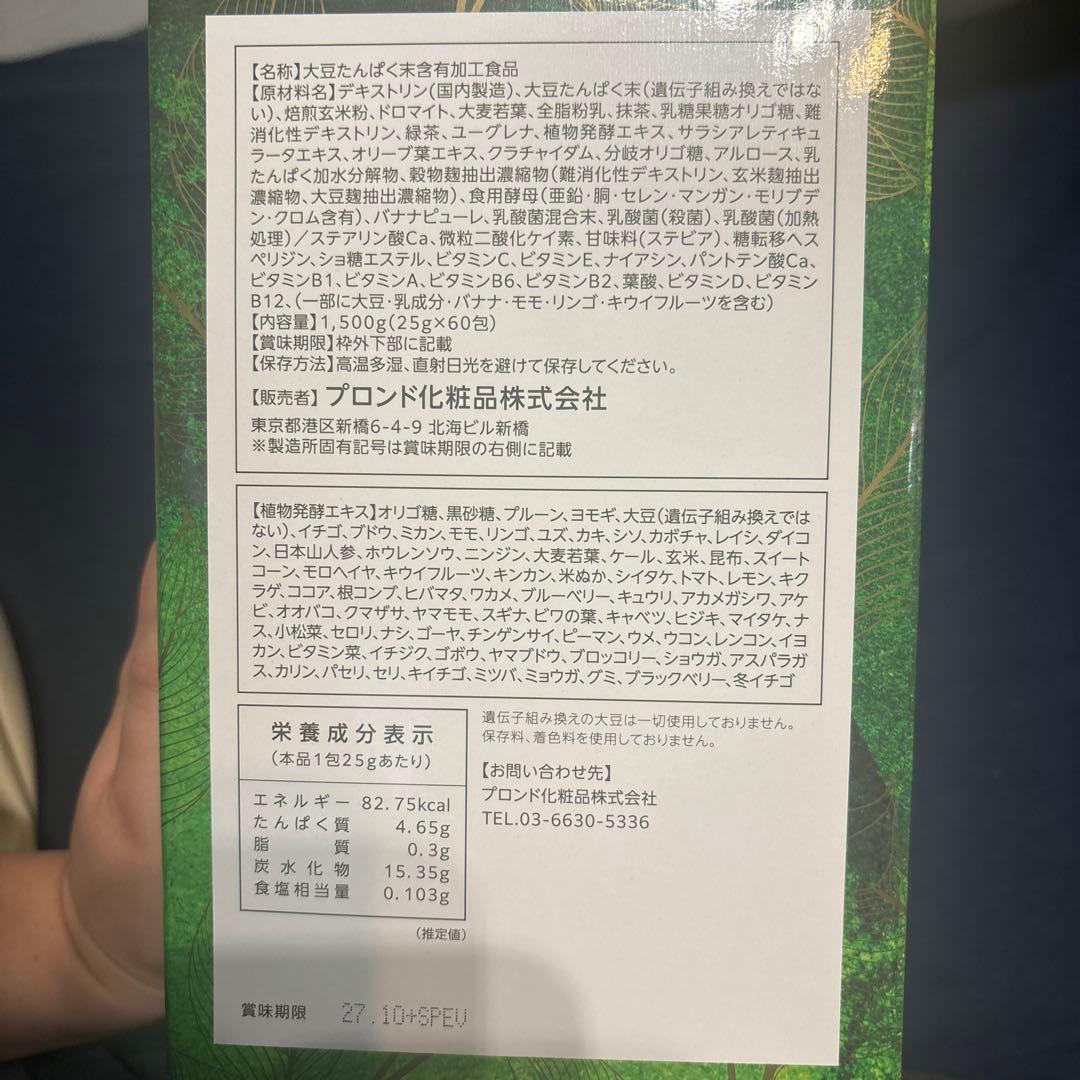 【名称】大豆たんぱく末含有加工食品
【原材料名】デキストリン(国内製造)、大豆たんぱく末(遺伝子組み換えではな
い)、焙煎玄米粉、ドロマイト、大麦若葉、全脂粉乳、抹茶、乳糖果糖オリゴ糖、難
消化性デキストリン、緑茶、ユーグレナ、植物発酵エキス、サラシアレティキュ
ラータエキス、オリーブ葉エキス、クラチャイダム、分岐オリゴ糖、アルロース、乳
たんぱく加水分解物、穀物麹抽出濃縮物(難消化性デキストリン、玄米麹抽出
濃縮物、大豆麹抽出濃縮物)、食用酵母(亜鉛・胴・セレン・マンガン・モリブデ
ン・クロム含有)、バナナピューレ、乳酸菌混合末、乳酸菌(殺菌)、乳酸菌(加熱
処理)／ステアリン酸Ca、微粒二酸化ケイ素、甘味料(ステビア)、糖転移ヘス
ペリジン、ショ糖エステル、ビタミンC、ビタミンE、ナイアシン、パントテン酸Ca、
ビタミンB1、ビタミンA、ビタミンB6、ビタミンB2、葉酸、ビタミンD、ビタミン
B12、(一部に大豆・乳成分・バナナ・モモ・リンゴ・キウイフルーツを含む)
【内容量】1,500g(25g×60包)
【賞味期限】枠外下部に記載
【保存方法】高温多湿、直射日光を避けて保存してください。
【販売者】プロンド化粧品株式会社
東京都港区新橋6-4-9 北海ビル新橋
※製造所固有記号は賞味期限の右側に記載
【植物発酵エキス】オリゴ糖、黒砂糖、プルーン、ヨモギ、大豆(遺伝子組み換えでは
ない)、イチゴ、ブドウ、ミカン、モモ、リンゴ、ユズ、カキ、シソ、カボチャ、レイシ、ダイコ
ン、日本山人参、ホウレンソウ、ニンジン、大麦若葉、ケール、玄米、昆布、スイート
コーン、モロヘイヤ、キウイフルーツ、キンカン、米ぬか、シイタケ、トマト、レモン、キク
ラゲ、ココア、根コンブ、ヒバマタ、ワカメ、ブルーベリー、キュウリ、アカメガシワ、アケ
ビ、オオバコ、クマザサ、ヤマモモ、スギナ、ビワの葉、キャベツ、ヒジキ、マイタケ、ナ
ス、小松菜、セロリ、ナシ、ゴーヤ、チンゲンサイ、ピーマン、ウメ、ウコン、レンコン、イヨ
カン、ビタミン菜、イチジク、ゴボウ、ヤマブドウ、ブロッコリー、ショウガ、アスパラガ
ス、カリン、パセリ、セリ、キイチゴ、ミツバ、ミョウガ、グミ、ブラックベリー、冬イチゴ
栄養成分表示
(本品1包25gあたり)
エネルギー 82.75kcal
たんぱく質 4.65g
脂質 0.3g
炭水化物 15.35g
食塩相当量 0.103g
(推定値)
遺伝子組み換えの大豆は一切使用しておりません。
保存料、着色料を使用しておりません。
【お問い合わせ先】
プロンド化粧品株式会社
TEL.03-6630-5336
賞味期限 27.10+SPEV